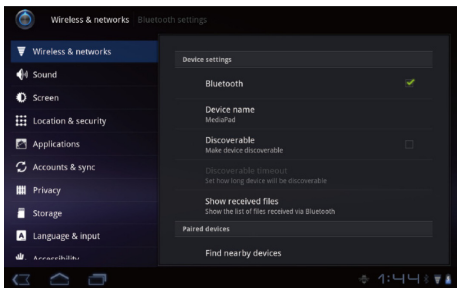 Wireless & networks Bluetooth settings
Wireless & networks
Sound
Screen
Location & security
Applications
Accounts & sync
Privacy
Storage
Language & input
Accessibility
Device settings
Bluetooth
Device name
MediaPad
Discoverable
Make device discoverable
Discoverable timeout
Set how long device will be discoverable
Show received files
Show the list of files received via Bluetooth
Paired devices
Find nearby devices
1:44